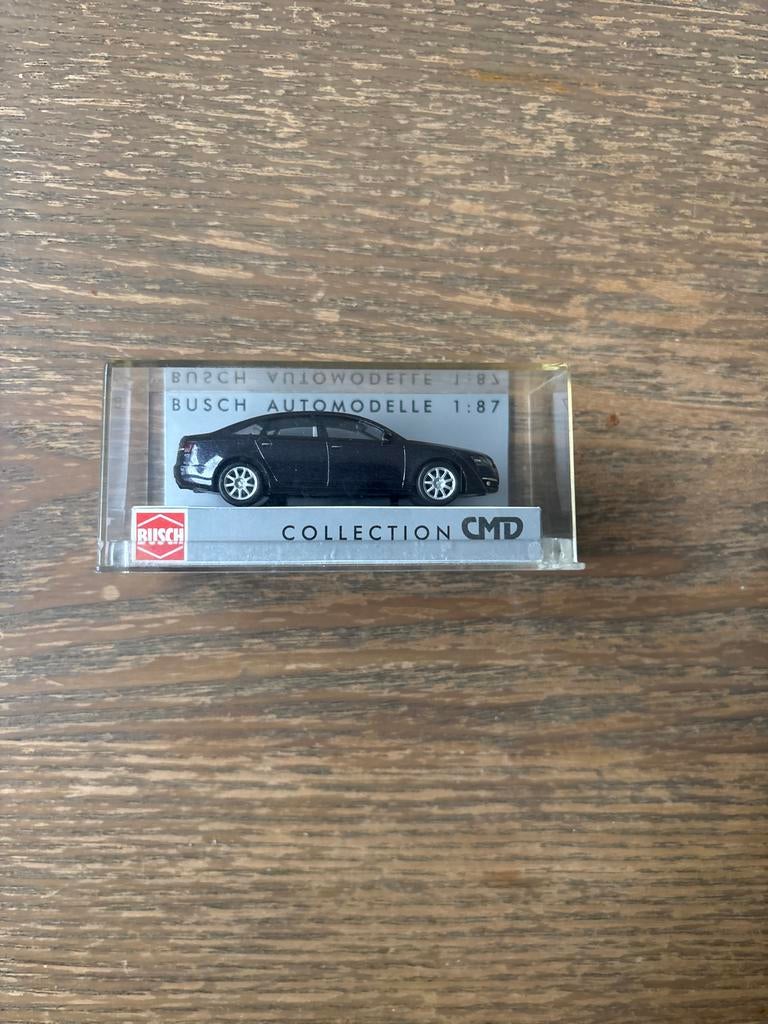 BUSCH AUTOMODELLE 1:87
BUSCH AUTOMODELLE 1:87
BUSCH
COLLECTION CMD